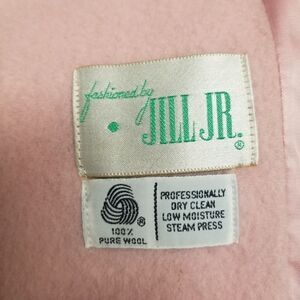 fashioned by
JILL JR.®
®
100%
PURE WOOL
PROFESSIONALLY
DRY CLEAN
LOW MOISTURE
STEAM PRESS